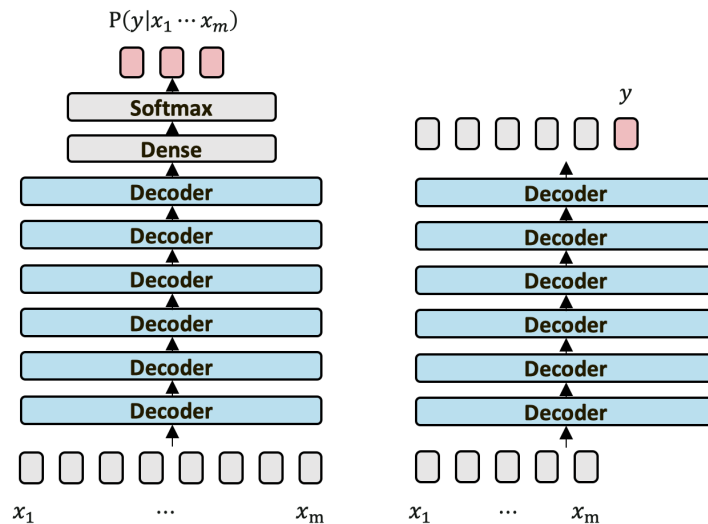 P(y|x₁ ⋯ xₘ)
Softmax
Dense
Decoder
Decoder
Decoder
Decoder
Decoder
Decoder
x₁ ⋯ xₘ
y
Decoder
Decoder
Decoder
Decoder
Decoder
Decoder
x₁ ⋯ xₘ